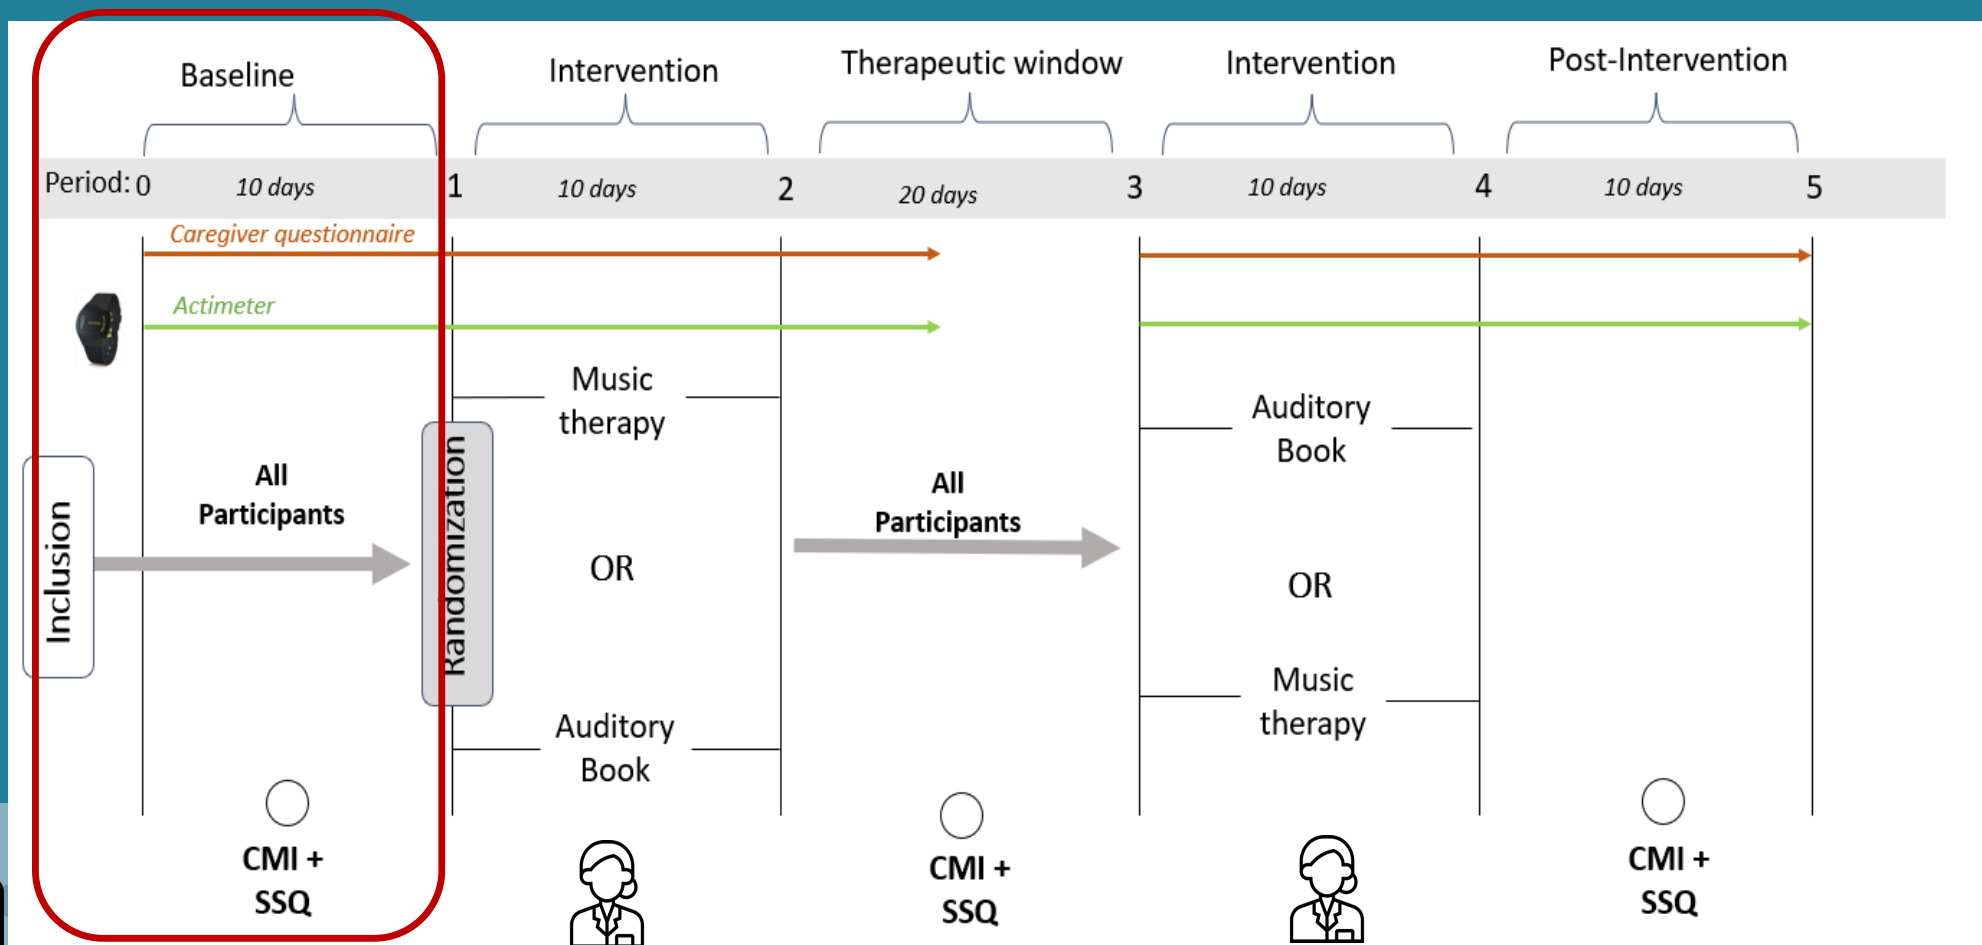 Baseline
Intervention
Therapeutic window
Intervention
Post-Intervention
Period: 0
10 days
1
10 days
2
20 days
3
10 days
4
10 days
5
Caregiver questionnaire
Actimeter
Inclusion
All
Participants
Randomization
Music
therapy
OR
Auditory
Book
All
Participants
Auditory
Book
OR
Music
therapy
CMI +
SSQ
CMI +
SSQ
CMI +
SSQ